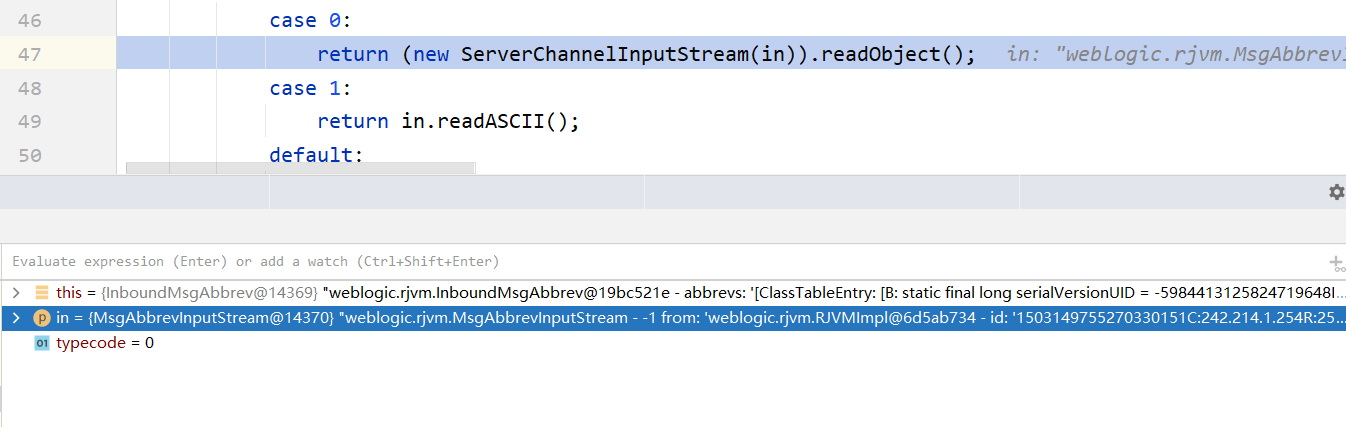 46 case 0:
47 return (new ServerChannelInputStream(in)).readObject(); in: "weblogic.rjvm.MsgAbbrev
48 case 1:
49 return in.readASCII();
50 default:
Evaluate expression (Enter) or add a watch (Ctrl+Shift+Enter)
this = {InboundMsgAbbrev@14369} "weblogic.rjvm.InboundMsgAbbrev@19bc521e - abbrevs: '[ClassTableEntry: [B: static final long serialVersionUID = -5984413125824719648l...
p in = {MsgAbbrevInputStream@14370} "weblogic.rjvm.MsgAbbrevInputStream - -1 from: 'weblogic.rjvm.RJVMImpl@6d5ab734 - id: '1503149755270330151C:242.214.1.254R:25...
01 typecode = 0